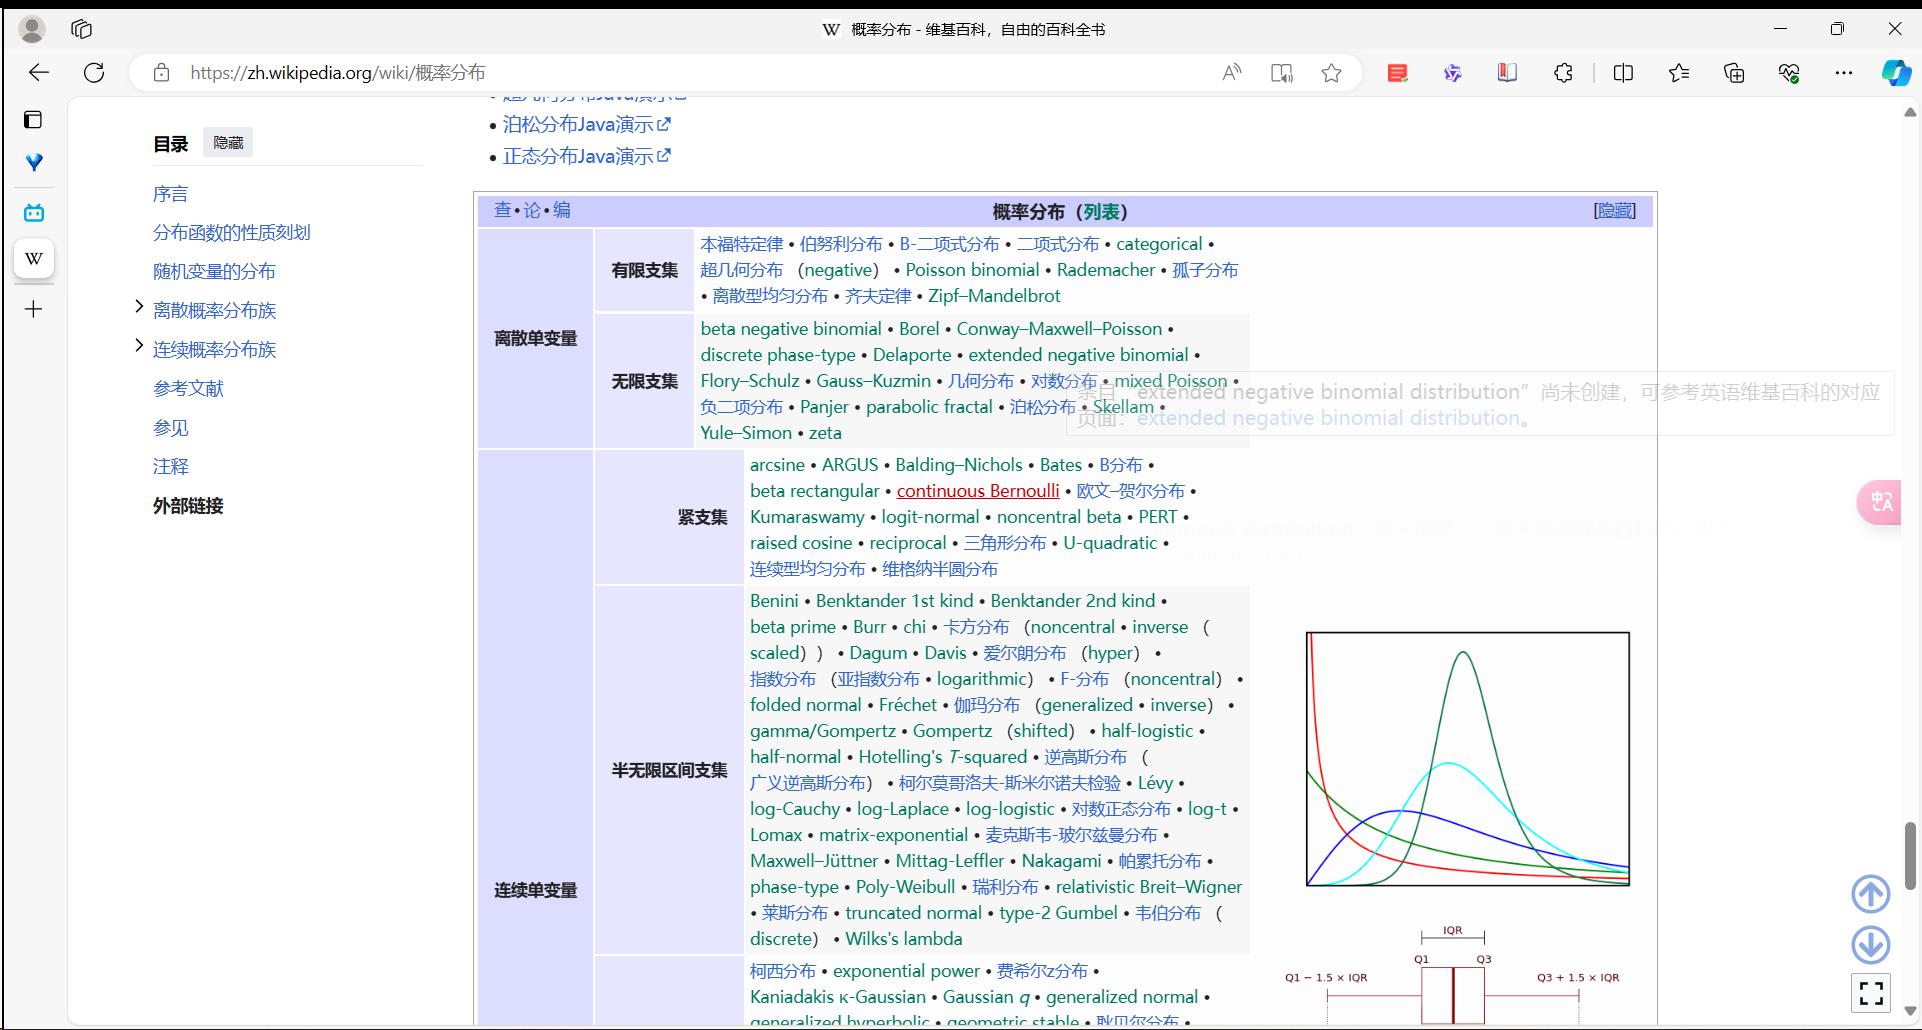 概率分布 - 维基百科，自由的百科全书
https://zh.wikipedia.org/wiki/概率分布
目录 隐藏
序言
分布函数的性质刻划
随机变量的分布
离散概率分布族
连续概率分布族
参考文献
参见
注释
外部链接
• 泊松分布Java演示
• 正态分布Java演示
查•论•编 概率分布（列表） [隐藏]
离散单变量
有限支集
本福特定律 • 伯努利分布 • Β-二项式分布 • 二项式分布 • categorical •
超几何分布 （negative） • Poisson binomial • Rademacher • 孤子分布
• 离散型均匀分布 • 齐夫定律 • Zipf–Mandelbrot
无限支集
beta negative binomial • Borel • Conway–Maxwell–Poisson •
discrete phase-type • Delaporte • extended negative binomial •
Flory–Schulz • Gauss–Kuzmin • 几何分布 • 对数分布 • mixed Poisson •
负二项分布 • Panjer • parabolic fractal • 泊松分布 • Skellam •
Yule–Simon • zeta
条目“extended negative binomial distribution”尚未创建，可参考英语维基百科的对应
页面：extended negative binomial distribution。
连续单变量
紧支集
arcsine • ARGUS • Balding–Nichols • Bates • Β分布 •
beta rectangular • continuous Bernoulli • 欧文–贺尔分布 •
Kumaraswamy • logit-normal • noncentral beta • PERT •
raised cosine • reciprocal • 三角形分布 • U-quadratic •
连续型均匀分布 • 维格纳半圆分布
半无限区间支集
Benini • Benktander 1st kind • Benktander 2nd kind •
beta prime • Burr • chi • 卡方分布 （noncentral • inverse （
scaled）） • Dagum • Davis • 爱尔朗分布 （hyper） •
指数分布 （亚指数分布 • logarithmic） • F-分布 （noncentral） •
folded normal • Fréchet • 伽玛分布 （generalized • inverse） •
gamma/Gompertz • Gompertz （shifted） • half-logistic •
half-normal • Hotelling's T-squared • 逆高斯分布 （
广义逆高斯分布） • 柯尔莫哥洛夫-斯米尔诺夫检验 • Lévy •
log-Cauchy • log-Laplace • log-logistic • 对数正态分布 • log-t •
Lomax • matrix-exponential • 麦克斯韦-玻尔兹曼分布 •
Maxwell–Jüttner • Mittag-Leffler • Nakagami • 帕累托分布 •
phase-type • Poly-Weibull • 瑞利分布 • relativistic Breit–Wigner
• 莱斯分布 • truncated normal • type-2 Gumbel • 韦伯分布 （
discrete） • Wilks's lambda
柯西分布 • exponential power • 费希尔z分布 •
Kaniadakis κ-Gaussian • Gaussian q • generalized normal •
generalized hyperbolic • geometric stable • 耿贝尔分布 •
IQR
Q1 Q3
Q1 − 1.5 × IQR Q3 + 1.5 × IQR